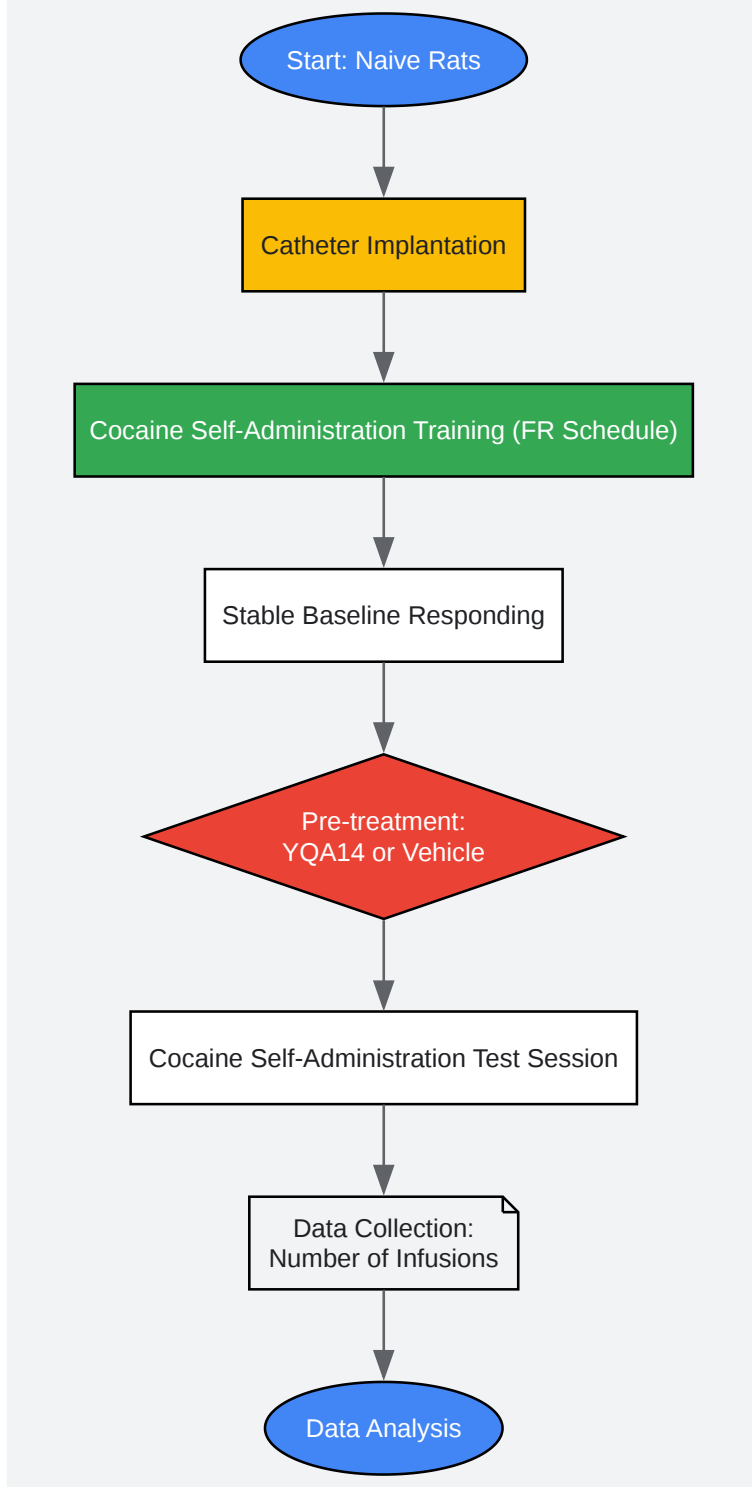 Start: Naive Rats
Catheter Implantation
Cocaine Self-Administration Training (FR Schedule)
Stable Baseline Responding
Pre-treatment:
YQA14 or Vehicle
Cocaine Self-Administration Test Session
Data Collection:
Number of Infusions
Data Analysis